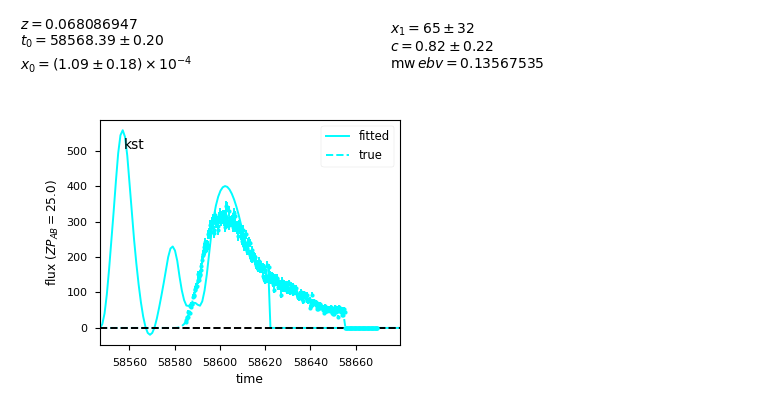 z = 0.068086947
t₀ = 58568.39 ± 0.20
x₀ = (1.09 ± 0.18) × 10⁻⁴
x₁ = 65 ± 32
c = 0.82 ± 0.22
mw ebv = 0.13567535
kst
fitted
true
500
400
300
200
100
0
flux (ZP_AB = 25.0)
58560 58580 58600 58620 58640 58660
time